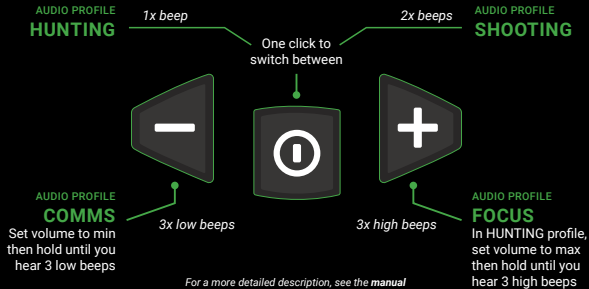 AUDIO PROFILE
HUNTING
1x beep
2x beeps
AUDIO PROFILE
SHOOTING
One click to
switch between
AUDIO PROFILE
COMMS
Set volume to min
then hold until you
hear 3 low beeps
3x low beeps
3x high beeps
AUDIO PROFILE
FOCUS
In HUNTING profile,
set volume to max
then hold until you
hear 3 high beeps
For a more detailed description, see the manual